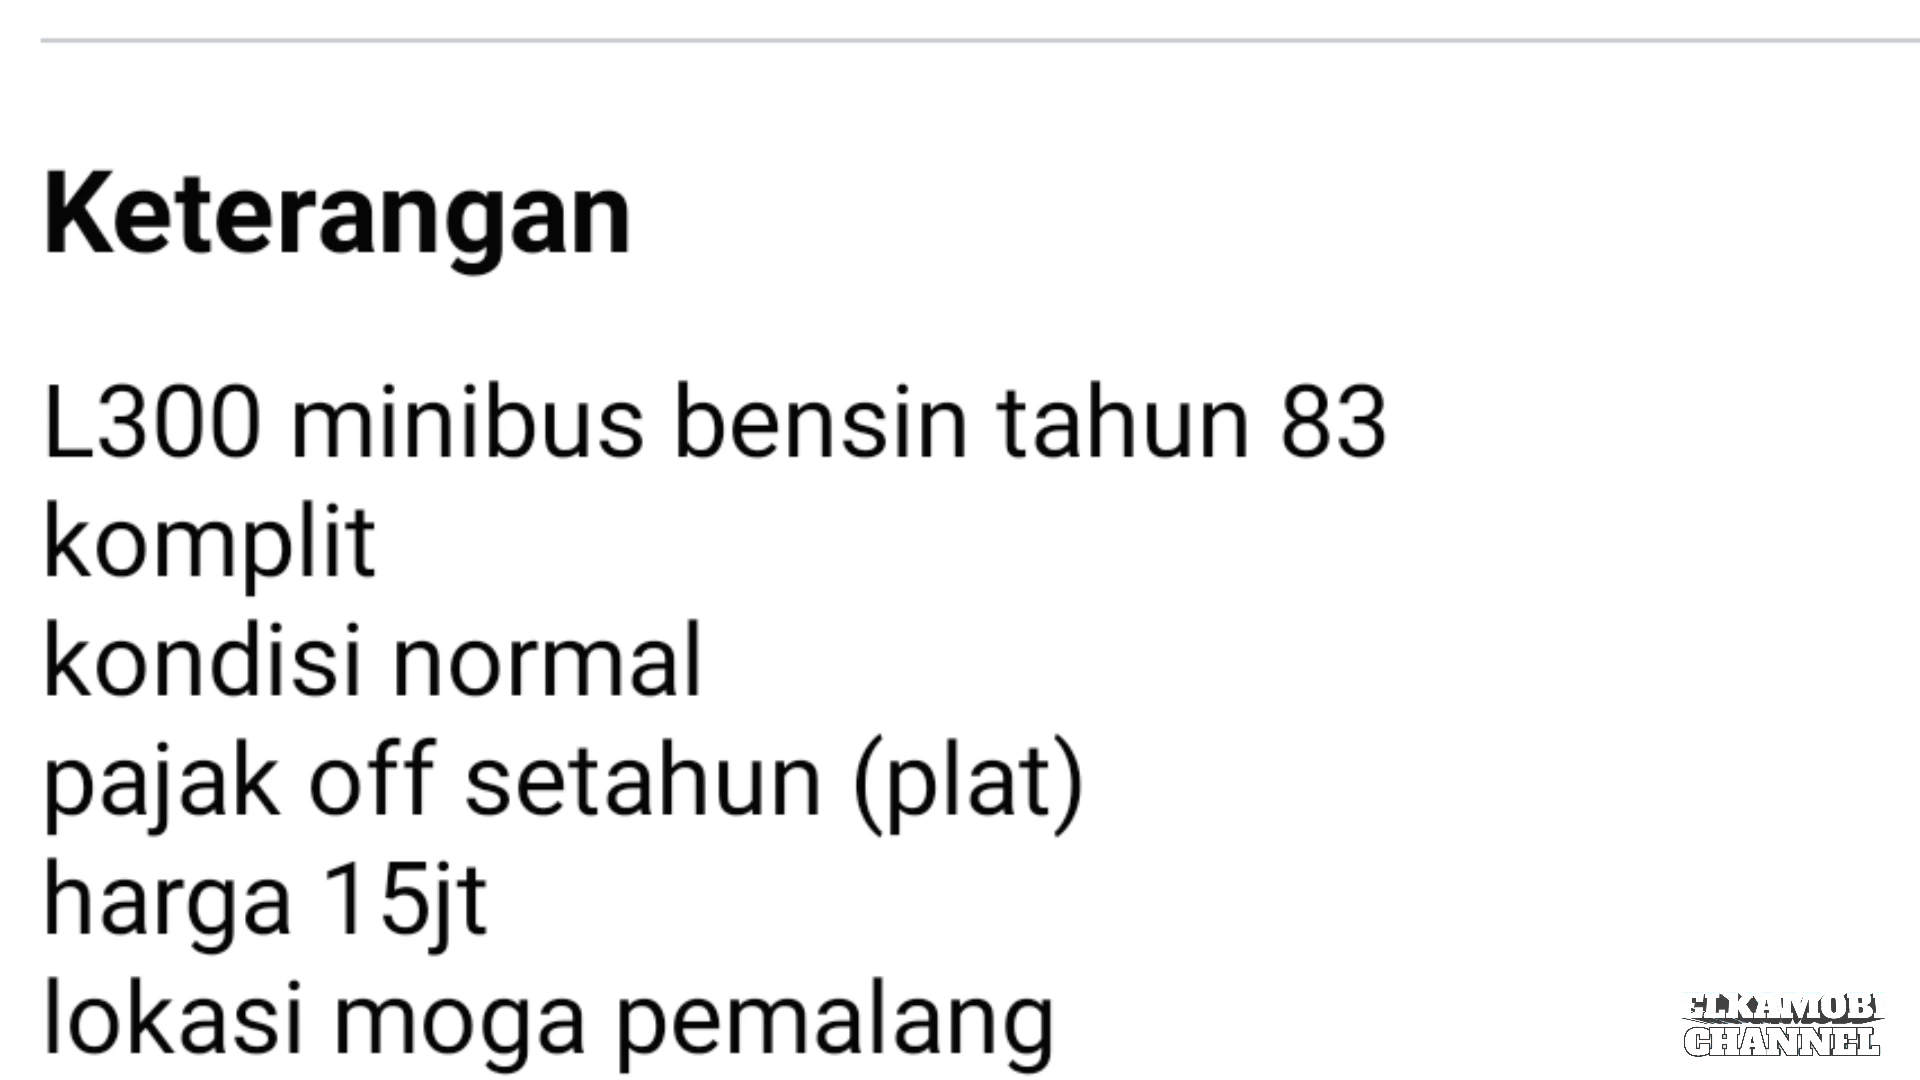 Keterangan
L300 minibus bensin tahun 83
komplit
kondisi normal
pajak off setahun (plat)
harga 15jt
lokasi moga pemalang
ELKAMOBI
CHANNEL